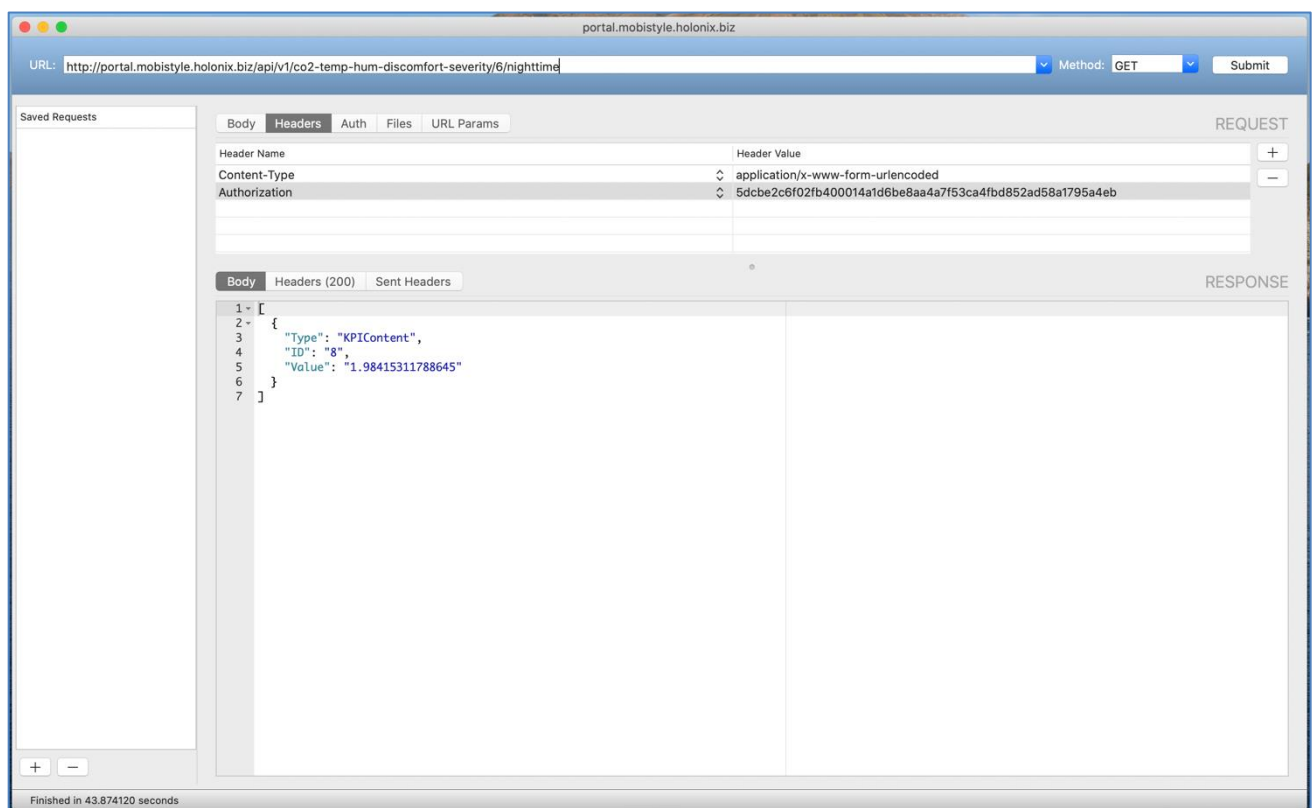 portal.mobistyle.holonix.biz
URL: http://portal.mobistyle.holonix.biz/api/v1/co2-temp-hum-discomfort-severity/6/nighttime Method: GET Submit
Saved Requests
Body Headers Auth Files URL Params REQUEST
Header Name Header Value +
Content-Type application/x-www-form-urlencoded −
Authorization 5dcbe2c6f02fb400014a1d6be8aa4a7f53ca4fbd852ad58a1795a4eb
Body Headers (200) Sent Headers RESPONSE
1 [
2 {
3 "Type": "KPIContent",
4 "ID": "8",
5 "Value": "1.98415311788645"
6 }
7 ]
+ −
Finished in 43.874120 seconds